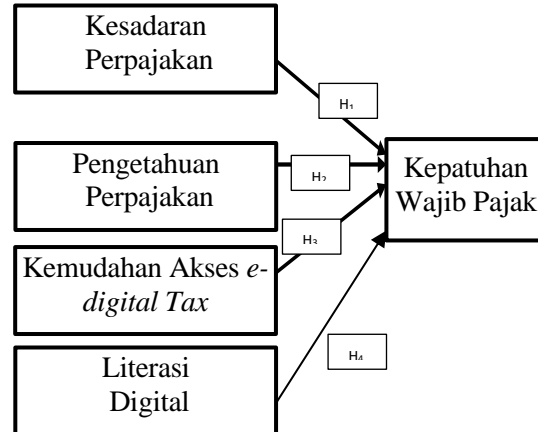 Kesadaran
Perpajakan
H₁
Pengetahuan
Perpajakan
H₂
Kepatuhan
Wajib Pajak
Kemudahan Akses e-
digital Tax
H₃
Literasi
Digital
H₄